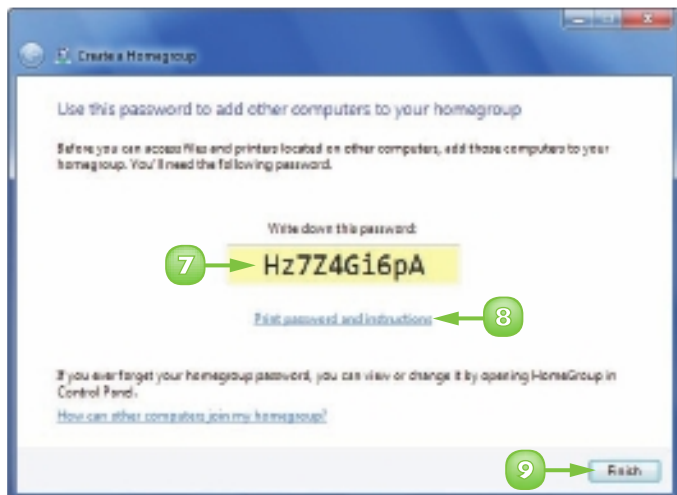 Create a Homegroup
Use this password to add other computers to your homegroup
Before you can access files and printers located on other computers, add those computers to your
homegroup. You'll need the following password.
Write down this password:
7
Hz7Z4Gi6pA
Print password and instructions
8
If you ever forget your homegroup password, you can view or change it by opening HomeGroup in
Control Panel.
How can other computers join my homegroup?
9
Finish